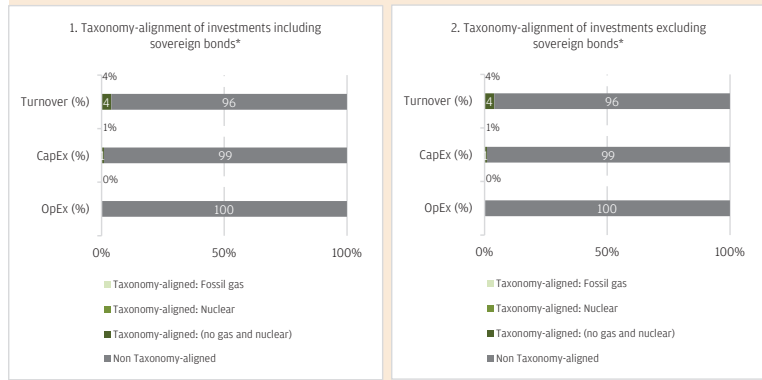 1. Taxonomy-alignment of investments including
sovereign bonds*
4%
Turnover (%)
4
96
1%
CapEx (%)
1
99
0%
OpEx (%)
100
0%
50%
100%
Taxonomy-aligned: Fossil gas
Taxonomy-aligned: Nuclear
Taxonomy-aligned: (no gas and nuclear)
Non Taxonomy-aligned
2. Taxonomy-alignment of investments excluding
sovereign bonds*
4%
Turnover (%)
4
96
1%
CapEx (%)
1
99
0%
OpEx (%)
100
0%
50%
100%
Taxonomy-aligned: Fossil gas
Taxonomy-aligned: Nuclear
Taxonomy-aligned: (no gas and nuclear)
Non Taxonomy-aligned